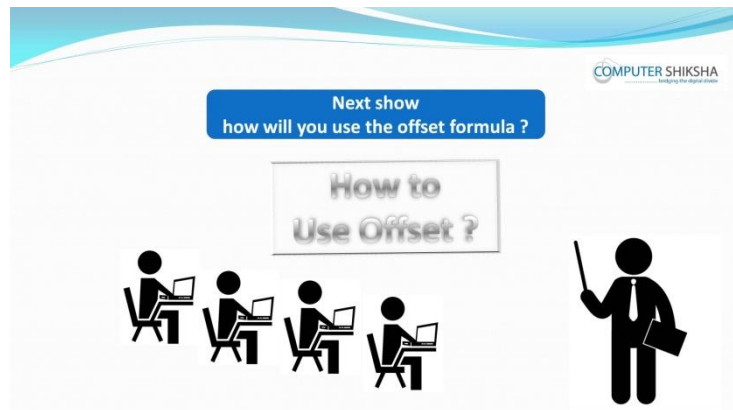 COMPUTER SHIKSHA
bridging the digital divide
Next show
how will you use the offset formula ?
How to
Use Offset ?